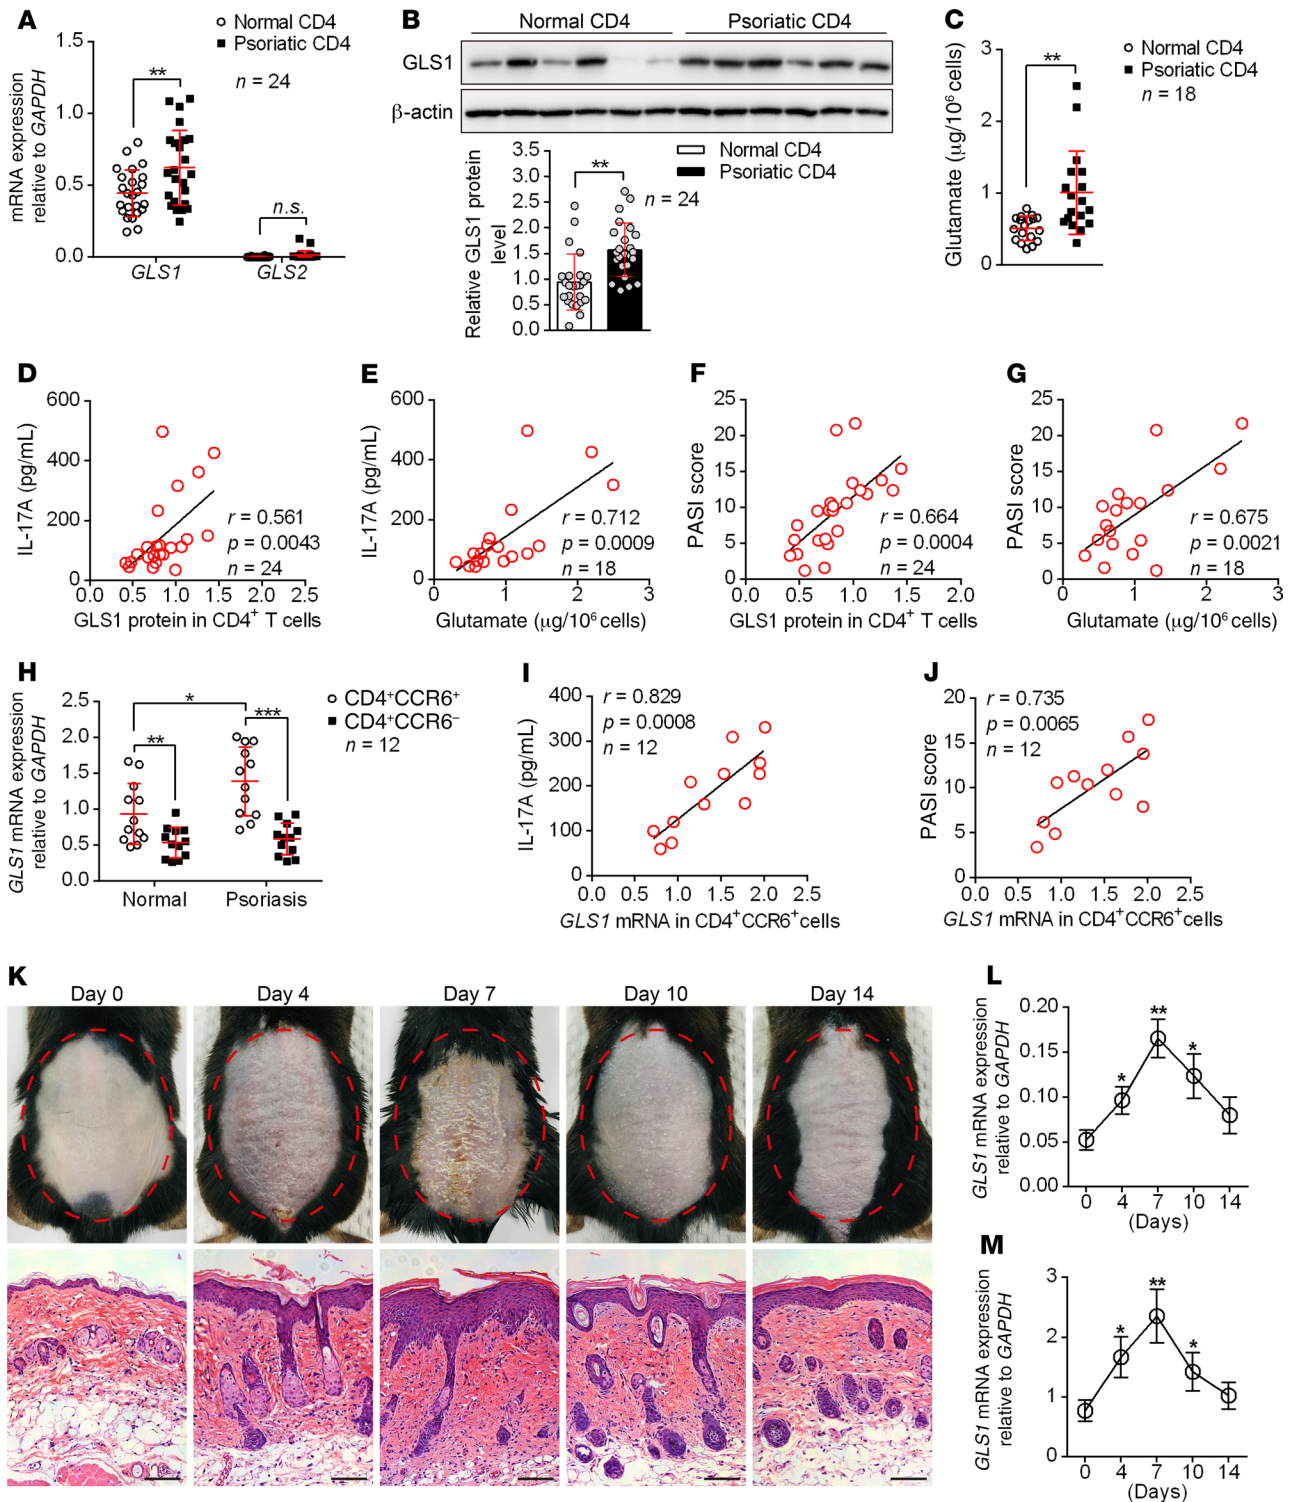 A
Normal CD4
Psoriatic CD4
n = 24
mRNA expression
relative to GAPDH
1.5
1.0
0.5
0.0
**
n.s.
GLS1
GLS2
B
Normal CD4
Psoriatic CD4
GLS1
β-actin
Relative GLS1 protein
level
3.5
3.0
2.5
2.0
1.5
1.0
0.5
0.0
**
Normal CD4
Psoriatic CD4
n = 24
C
Glutamate (μg/10⁶ cells)
3
2
1
0
**
Normal CD4
Psoriatic CD4
n = 18
D
IL-17A (pg/mL)
600
400
200
0
r = 0.561
p = 0.0043
n = 24
0.0 0.5 1.0 1.5 2.0 2.5
GLS1 protein in CD4⁺ T cells
E
IL-17A (pg/mL)
600
400
200
0
r = 0.712
p = 0.0009
n = 18
0 1 2 3
Glutamate (μg/10⁶ cells)
F
PASI score
25
20
15
10
5
0
r = 0.664
p = 0.0004
n = 24
0.0 0.5 1.0 1.5 2.0
GLS1 protein in CD4⁺ T cells
G
PASI score
25
20
15
10
5
0
r = 0.675
p = 0.0021
n = 18
0 1 2 3
Glutamate (μg/10⁶ cells)
H
GLS1 mRNA expression
relative to GAPDH
2.5
2.0
1.5
1.0
0.5
0.0
*
**
***
CD4⁺CCR6⁺
CD4⁺CCR6⁻
n = 12
Normal
Psoriasis
I
IL-17A (pg/mL)
400
300
200
100
0
r = 0.829
p = 0.0008
n = 12
0.0 0.5 1.0 1.5 2.0 2.5
GLS1 mRNA in CD4⁺CCR6⁺cells
J
PASI score
20
15
10
5
0
r = 0.735
p = 0.0065
n = 12
0.0 0.5 1.0 1.5 2.0 2.5
GLS1 mRNA in CD4⁺CCR6⁺cells
K
Day 0
Day 4
Day 7
Day 10
Day 14
L
GLS1 mRNA expression
relative to GAPDH
0.20
0.15
0.10
0.05
0.00
*
**
*
0 4 7 10 14
(Days)
M
GLS1 mRNA expression
relative to GAPDH
3
2
1
0
*
**
*
0 4 7 10 14
(Days)